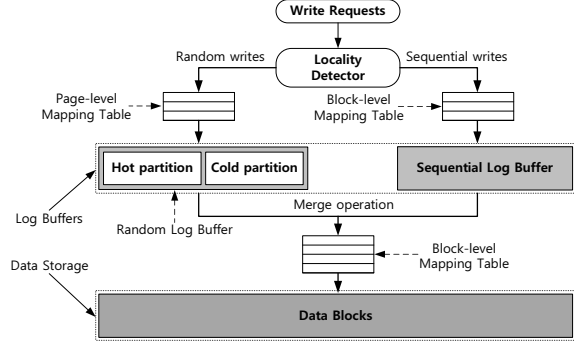 Write Requests
Random writes
Locality
Detector
Sequential writes
Page-level
Mapping Table
Block-level
Mapping Table
Hot partition
Cold partition
Sequential Log Buffer
Log Buffers
Random Log Buffer
Merge operation
Data Storage
Block-level
Mapping Table
Data Blocks